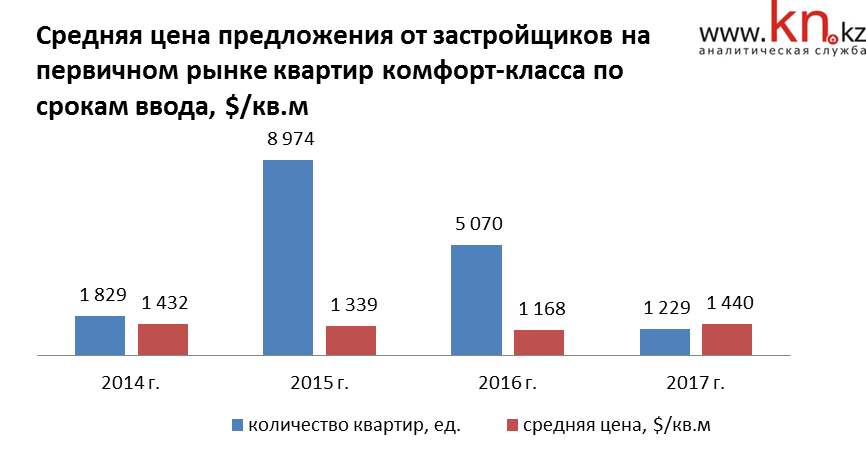 Средняя цена предложения от застройщиков на
первичном рынке квартир комфорт-класса по
срокам ввода, $/кв.м
www.kn.kz
аналитическая служба
8 974
5 070
1 829
1 432
1 339
1 168
1 229
1 440
2014 г.
2015 г.
2016 г.
2017 г.
количество квартир, ед.
средняя цена, $/кв.м